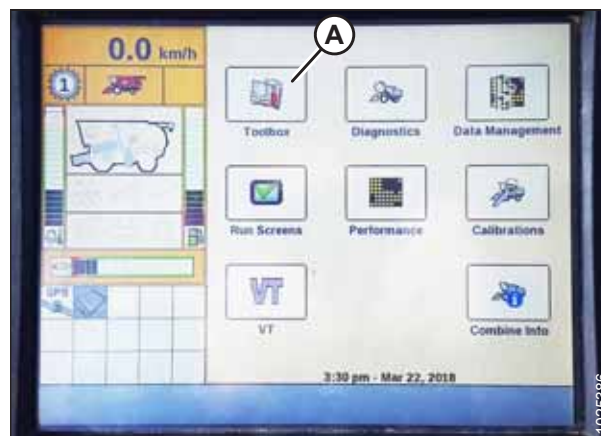 A
0.0 km/h
1
Toolbox
Diagnostics
Data Management
Run Screens
Performance
Calibrations
GPS
VT
VT
Combine Info
3:30 pm - Mar 22, 2018
1025286